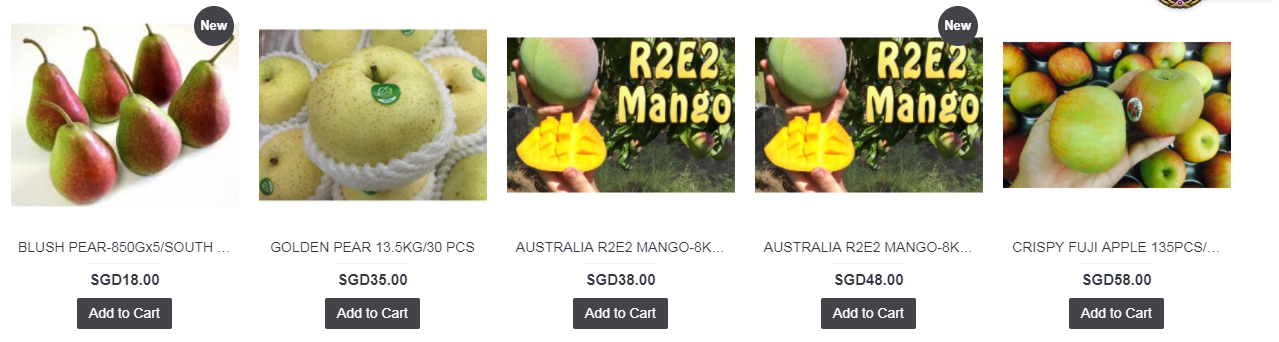 New
New
R2E2
Mango
R2E2
Mango
BLUSH PEAR-850Gx5/SOUTH ...
GOLDEN PEAR 13.5KG/30 PCS
AUSTRALIA R2E2 MANGO-8K...
AUSTRALIA R2E2 MANGO-8K...
CRISPY FUJI APPLE 135PCS/...
SGD18.00
SGD35.00
SGD38.00
SGD48.00
SGD58.00
Add to Cart
Add to Cart
Add to Cart
Add to Cart
Add to Cart